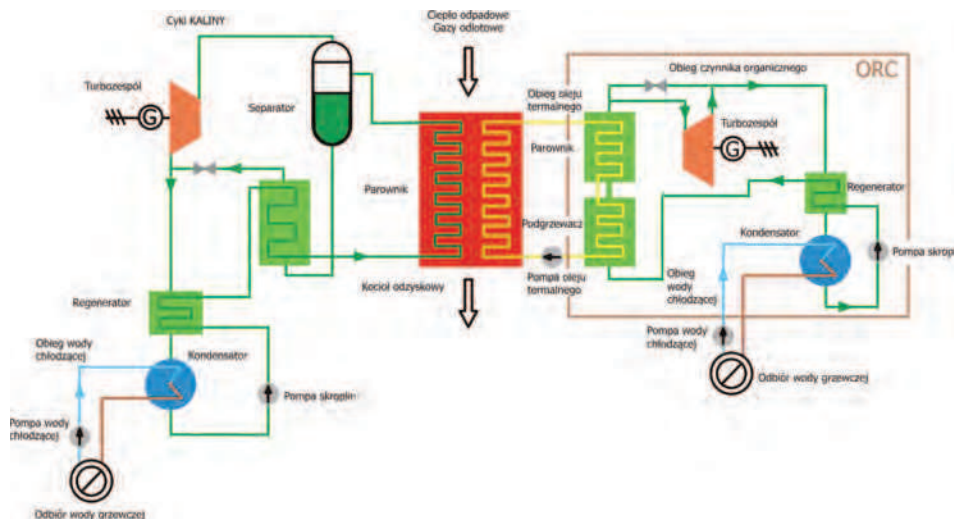 Cykl KALINY
Ciepło odpadowe
Gazy odlotowe
ORC
Obieg czynnika organicznego
Turbozespół
G
Separator
Obieg oleju
termalnego
Turbozespół
G
Parownik
Parownik
Regenerator
Podgrzewacz
Kondensator
Pompa skrop
Kocioł odzyskowy
Pompa oleju
termalnego
Obieg
wody
chłodzącej
Regenerator
Pompa wody
chłodzącej
Obieg wody
chłodzącej
Kondensator
Odbiór wody grzewczej
Pompa skroplin
Pompa wody
chłodzącej
Odbiór wody grzewczej